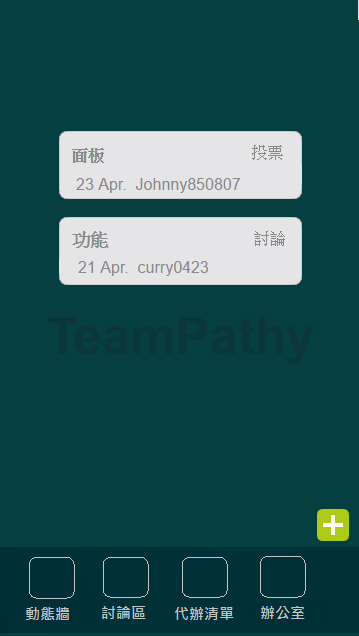 面板 投票
23 Apr. Johnny850807
功能 討論
21 Apr. curry0423
TeamPathy
動態牆 討論區 代辦清單 辦公室